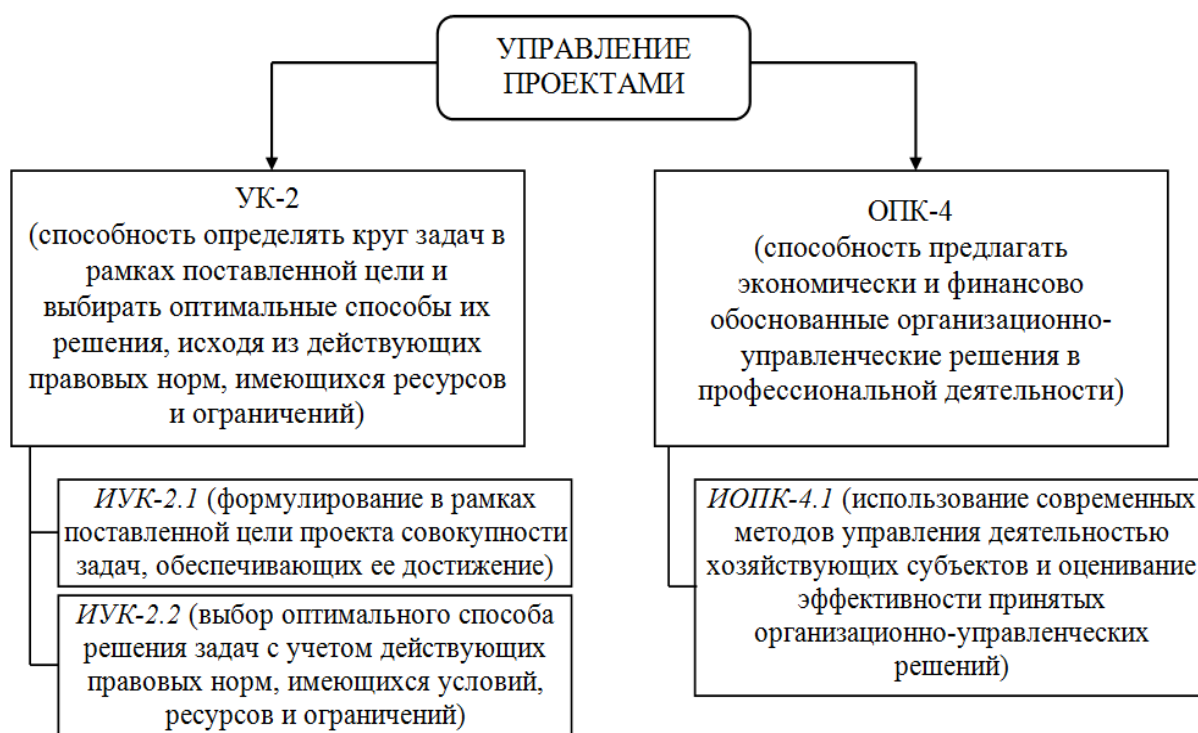 УПРАВЛЕНИЕ
ПРОЕКТАМИ
УК-2
(способность определять круг задач в
рамках поставленной цели и
выбирать оптимальные способы их
решения, исходя из действующих
правовых норм, имеющихся ресурсов
и ограничений)
ИУК-2.1 (формулирование в рамках
поставленной цели проекта совокупности
задач, обеспечивающих ее достижение)
ИУК-2.2 (выбор оптимального способа
решения задач с учетом действующих
правовых норм, имеющихся условий,
ресурсов и ограничений)
ОПК-4
(способность предлагать
экономически и финансово
обоснованные организационно-
управленческие решения в
профессиональной деятельности)
ИОПК-4.1 (использование современных
методов управления деятельностью
хозяйствующих субъектов и оценивание
эффективности принятых
организационно-управленческих
решений)